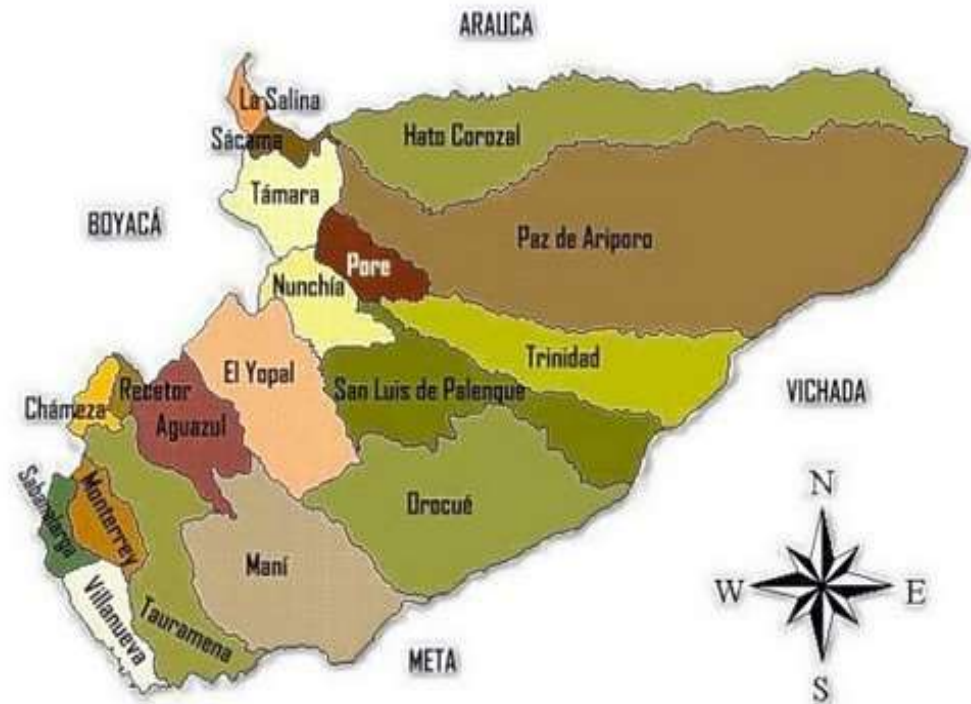 ARAUCA
La Salina
Sácama
Hato Corozal
Támara
BOYACÁ
Paz de Ariporo
Pore
Nunchía
Trinidad
El Yopal
San Luis de Palenque
VICHADA
Recetor
Chámeza
Aguazul
Sabanalarga
Monterrey
Orocué
Maní
Villanueva
Tauramena
META
N
W
E
S